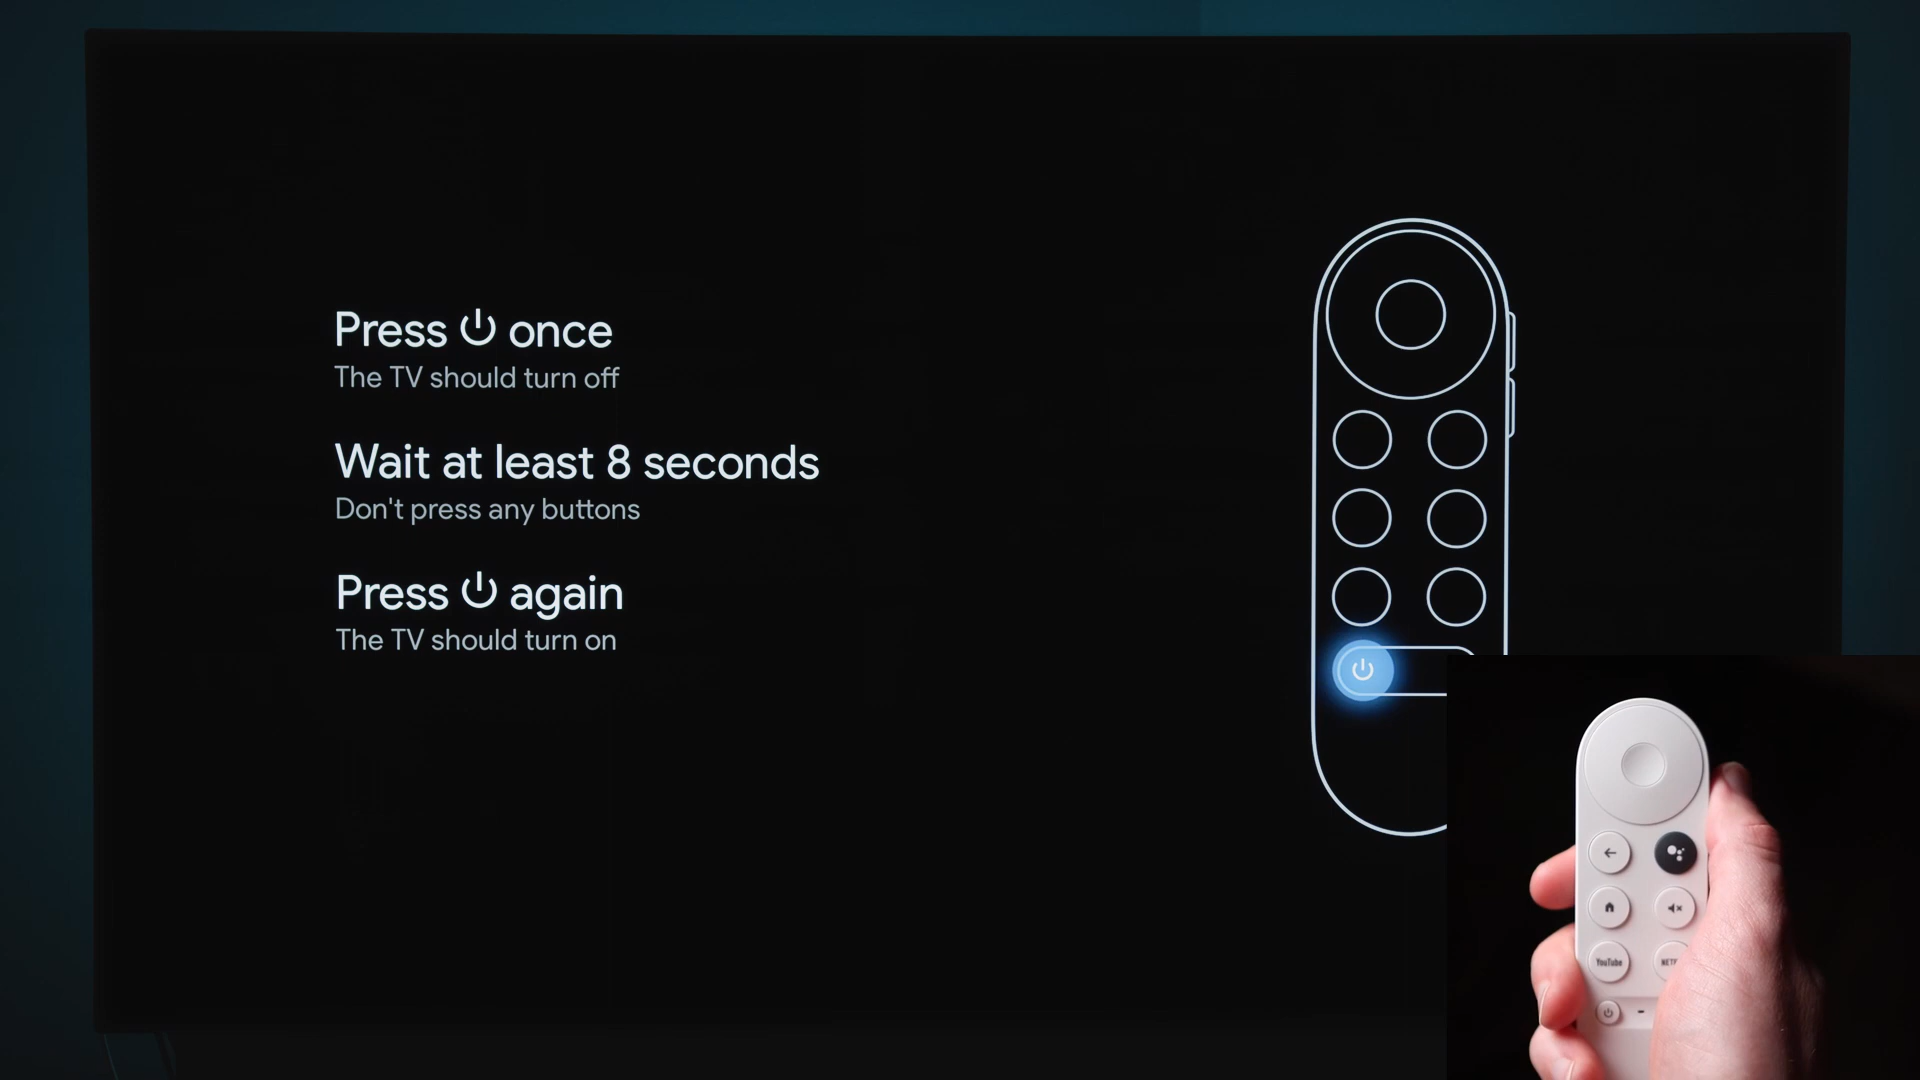 Press once
The TV should turn off
Wait at least 8 seconds
Don't press any buttons
Press again
The TV should turn on
YouTube